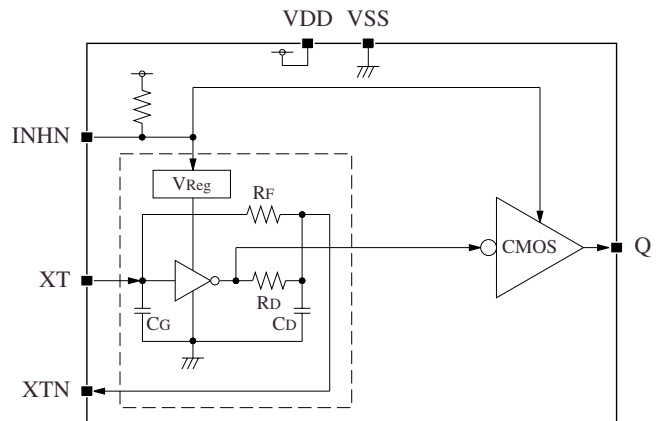 VDD VSS
INHN
VReg
RF
XT
CMOS
Q
RD
CG
CD
XTN